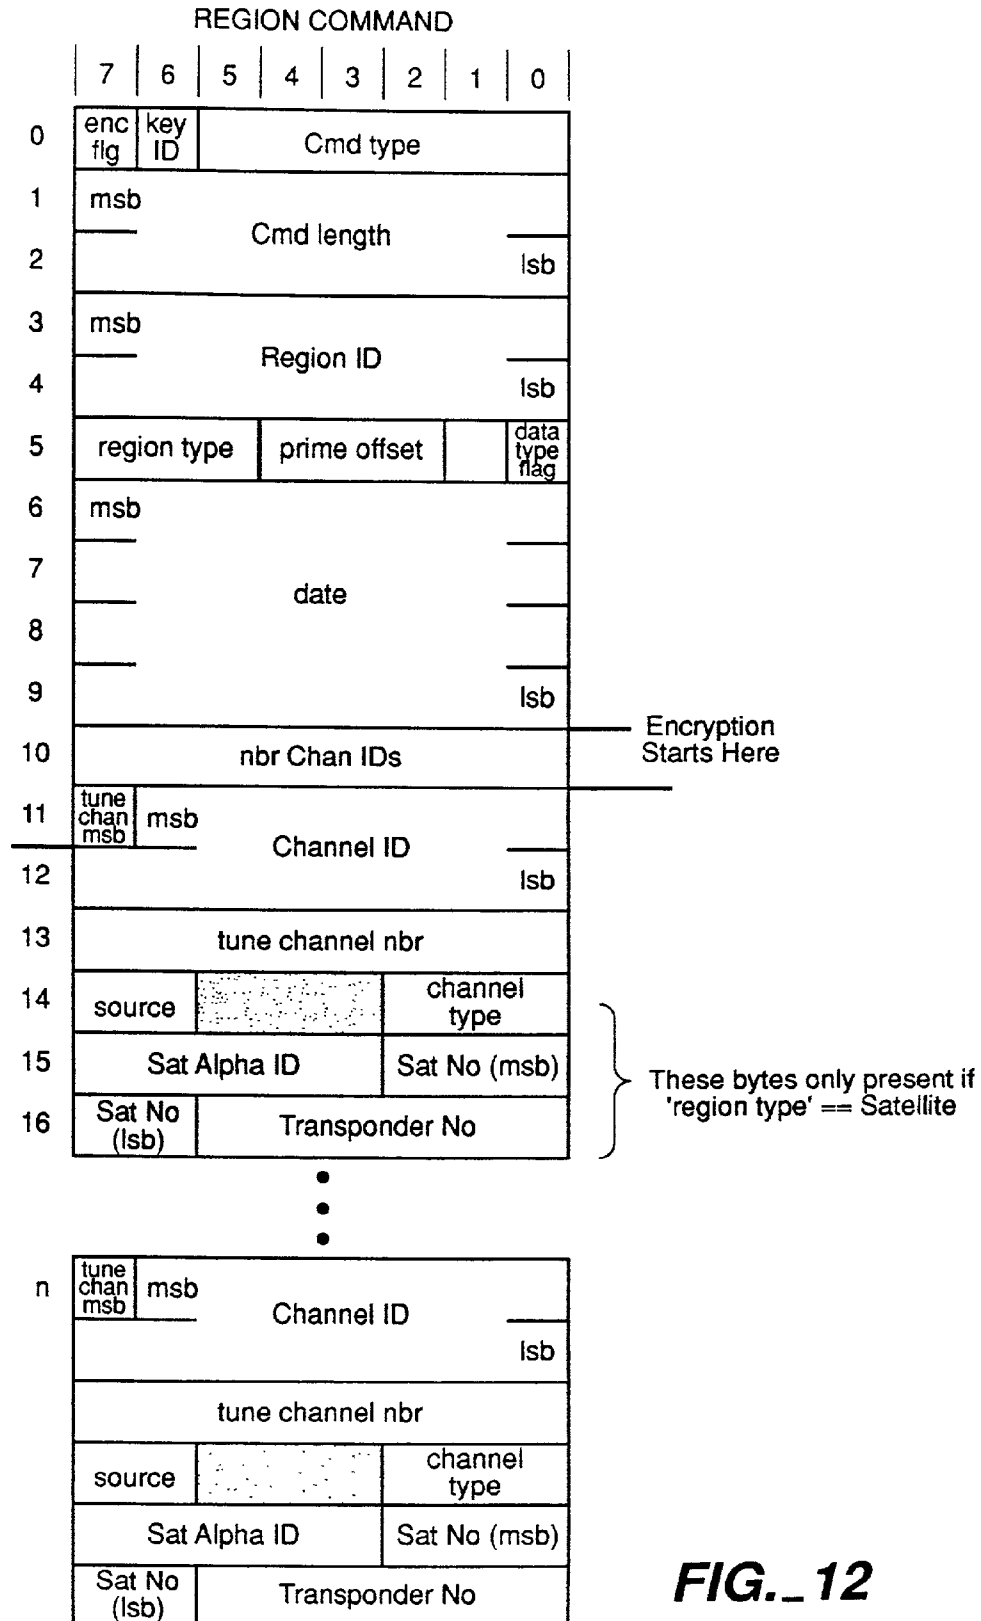 REGION COMMAND
7 6 5 4 3 2 1 0
0 enc flg key ID Cmd type
1 msb
Cmd length
2 lsb
3 msb
Region ID
4 lsb
5 region type prime offset data type flag
6 msb
7
date
8
9 lsb
Encryption
Starts Here
10 nbr Chan IDs
11 tune chan msb msb
Channel ID
12 lsb
13 tune channel nbr
14 source channel type
15 Sat Alpha ID Sat No (msb)
16 Sat No (lsb) Transponder No
These bytes only present if
'region type' == Satellite
n tune chan msb msb
Channel ID
lsb
tune channel nbr
source channel type
Sat Alpha ID Sat No (msb)
Sat No (lsb) Transponder No
FIG._12